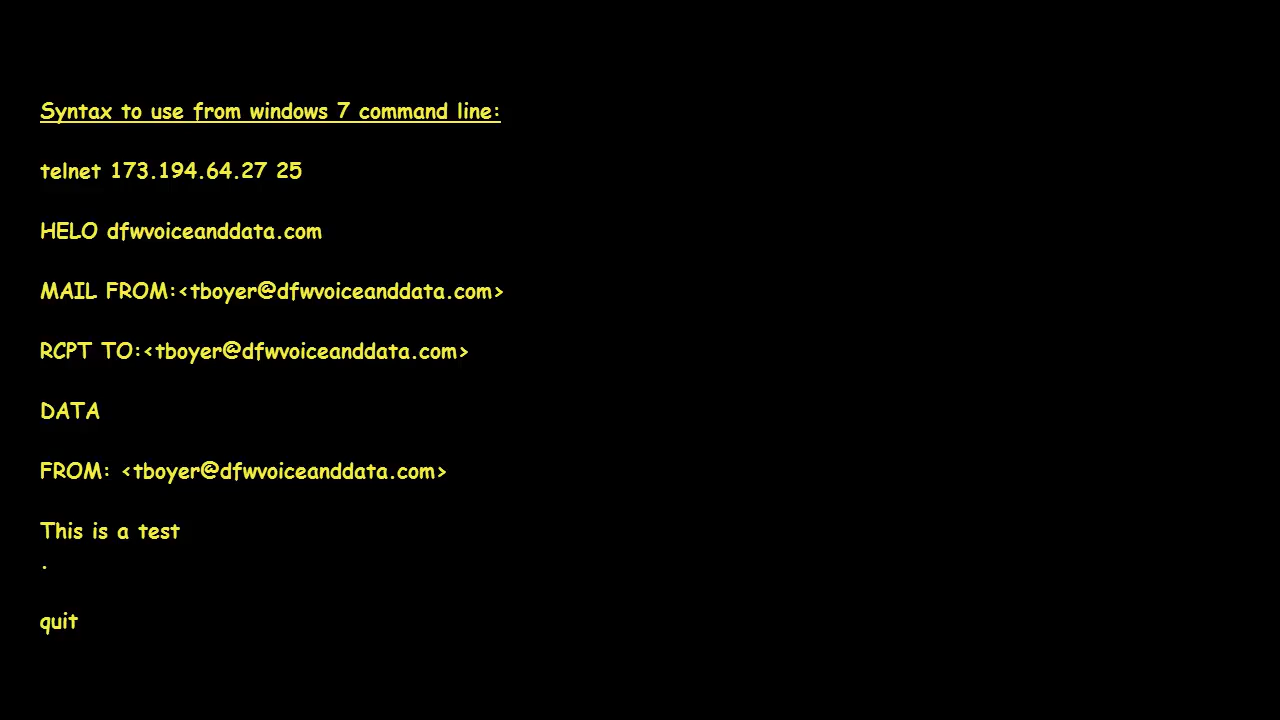 Syntax to use from windows 7 command line:
telnet 173.194.64.27 25
HELO dfwvoiceanddata.com
MAIL FROM:<tboyer@dfwvoiceanddata.com>
RCPT TO:<tboyer@dfwvoiceanddata.com>
DATA
FROM: <tboyer@dfwvoiceanddata.com>
This is a test
.
quit